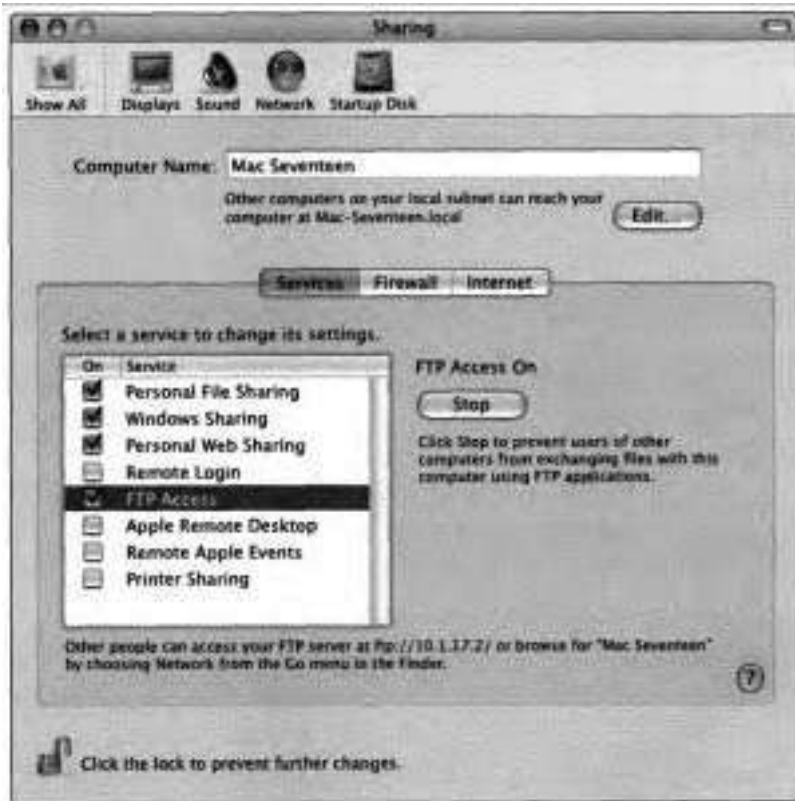 Sharing
Show All Displays Sound Network Startup Disk
Computer Name: Mac Seventeen
Other computers on your local subnet can reach your
computer at Mac-Seventeen.local
Edit...
Services Firewall Internet
Select a service to change its settings.
On Service
Personal File Sharing
Windows Sharing
Personal Web Sharing
Remote Login
FTP Access
Apple Remote Desktop
Remote Apple Events
Printer Sharing
FTP Access On
Stop
Click Stop to prevent users of other
computers from exchanging files with this
computer using FTP applications.
Other people can access your FTP server at ftp://10.1.17.2/ or browse for "Mac Seventeen"
by choosing Network from the Go menu in the Finder.
?
Click the lock to prevent further changes.